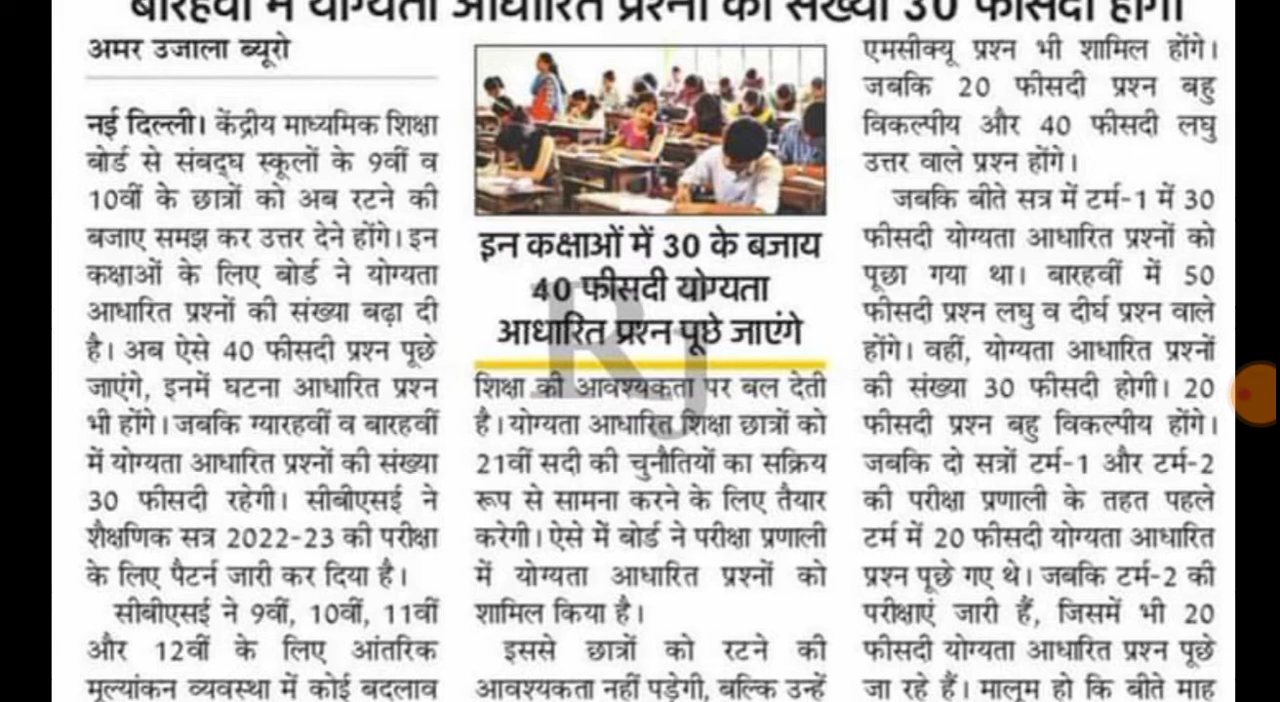 बारहवीं में योग्यता आधारित प्रश्नों की संख्या 30 फीसदी होगी
अमर उजाला ब्यूरो
नई दिल्ली। केंद्रीय माध्यमिक शिक्षा
बोर्ड से संबद्घ स्कूलों के 9वीं व
10वीं के छात्रों को अब रटने की
बजाए समझ कर उत्तर देने होंगे। इन
कक्षाओं के लिए बोर्ड ने योग्यता
आधारित प्रश्नों की संख्या बढ़ा दी
है। अब ऐसे 40 फीसदी प्रश्न पूछे
जाएंगे, इनमें घटना आधारित प्रश्न
भी होंगे। जबकि ग्यारहवीं व बारहवीं
में योग्यता आधारित प्रश्नों की संख्या
30 फीसदी रहेगी। सीबीएसई ने
शैक्षणिक सत्र 2022-23 की परीक्षा
के लिए पैटर्न जारी कर दिया है।
सीबीएसई ने 9वीं, 10वीं, 11वीं
और 12वीं के लिए आंतरिक
मूल्यांकन व्यवस्था में कोई बदलाव
इन कक्षाओं में 30 के बजाय
40 फीसदी योग्यता
आधारित प्रश्न पूछे जाएंगे
शिक्षा की आवश्यकता पर बल देती
है। योग्यता आधारित शिक्षा छात्रों को
21वीं सदी की चुनौतियों का सक्रिय
रूप से सामना करने के लिए तैयार
करेगी। ऐसे में बोर्ड ने परीक्षा प्रणाली
में योग्यता आधारित प्रश्नों को
शामिल किया है।
इससे छात्रों को रटने की
आवश्यकता नहीं पड़ेगी, बल्कि उन्हें
एमसीक्यू प्रश्न भी शामिल होंगे।
जबकि 20 फीसदी प्रश्न बहु
विकल्पीय और 40 फीसदी लघु
उत्तर वाले प्रश्न होंगे।
जबकि बीते सत्र में टर्म-1 में 30
फीसदी योग्यता आधारित प्रश्नों को
पूछा गया था। बारहवीं में 50
फीसदी प्रश्न लघु व दीर्घ प्रश्न वाले
होंगे। वहीं, योग्यता आधारित प्रश्नों
की संख्या 30 फीसदी होगी। 20
फीसदी प्रश्न बहु विकल्पीय होंगे।
जबकि दो सत्रों टर्म-1 और टर्म-2
की परीक्षा प्रणाली के तहत पहले
टर्म में 20 फीसदी योग्यता आधारित
प्रश्न पूछे गए थे। जबकि टर्म-2 की
परीक्षाएं जारी हैं, जिसमें भी 20
फीसदी योग्यता आधारित प्रश्न पूछे
जा रहे हैं। मालूम हो कि बीते माह
RJ